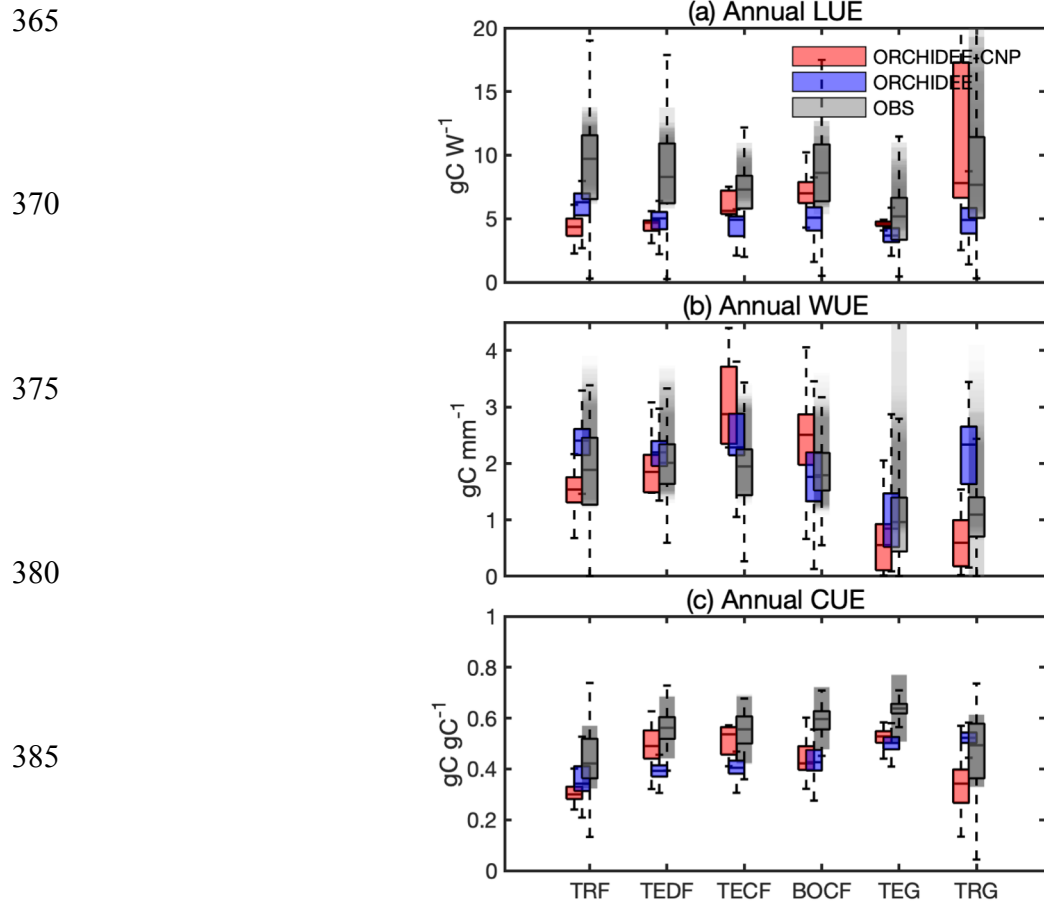 365
370
375
380
385
(a) Annual LUE
20
15
10
5
0
gC W⁻¹
ORCHIDEE-CNP
ORCHIDEE
OBS
(b) Annual WUE
4
3
2
1
0
gC mm⁻¹
(c) Annual CUE
1
0.8
0.6
0.4
0.2
0
gC gC⁻¹
TRF TEDF TECF BOCF TEG TRG